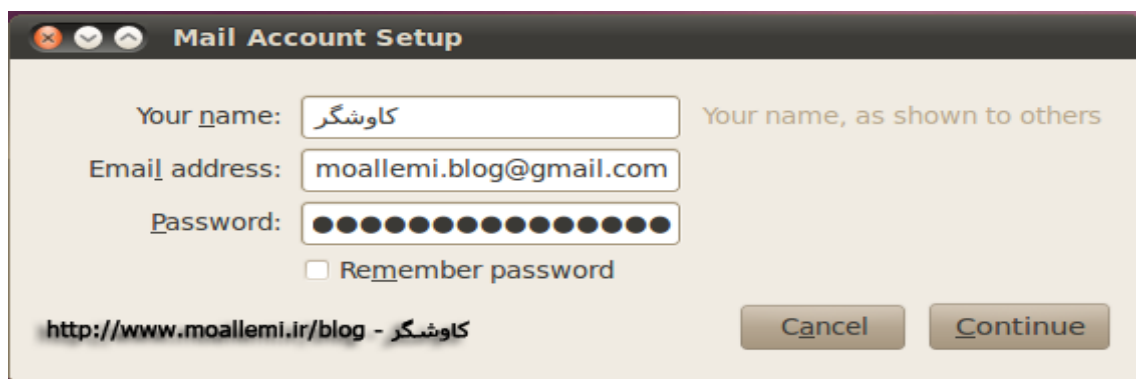 Mail Account Setup
Your name: کاوشگر Your name, as shown to others
Email address: moallemi.blog@gmail.com
Password: ●●●●●●●●●●●●●●●
Remember password
http://www.moallemi.ir/blog - کاوشگر
Cancel Continue